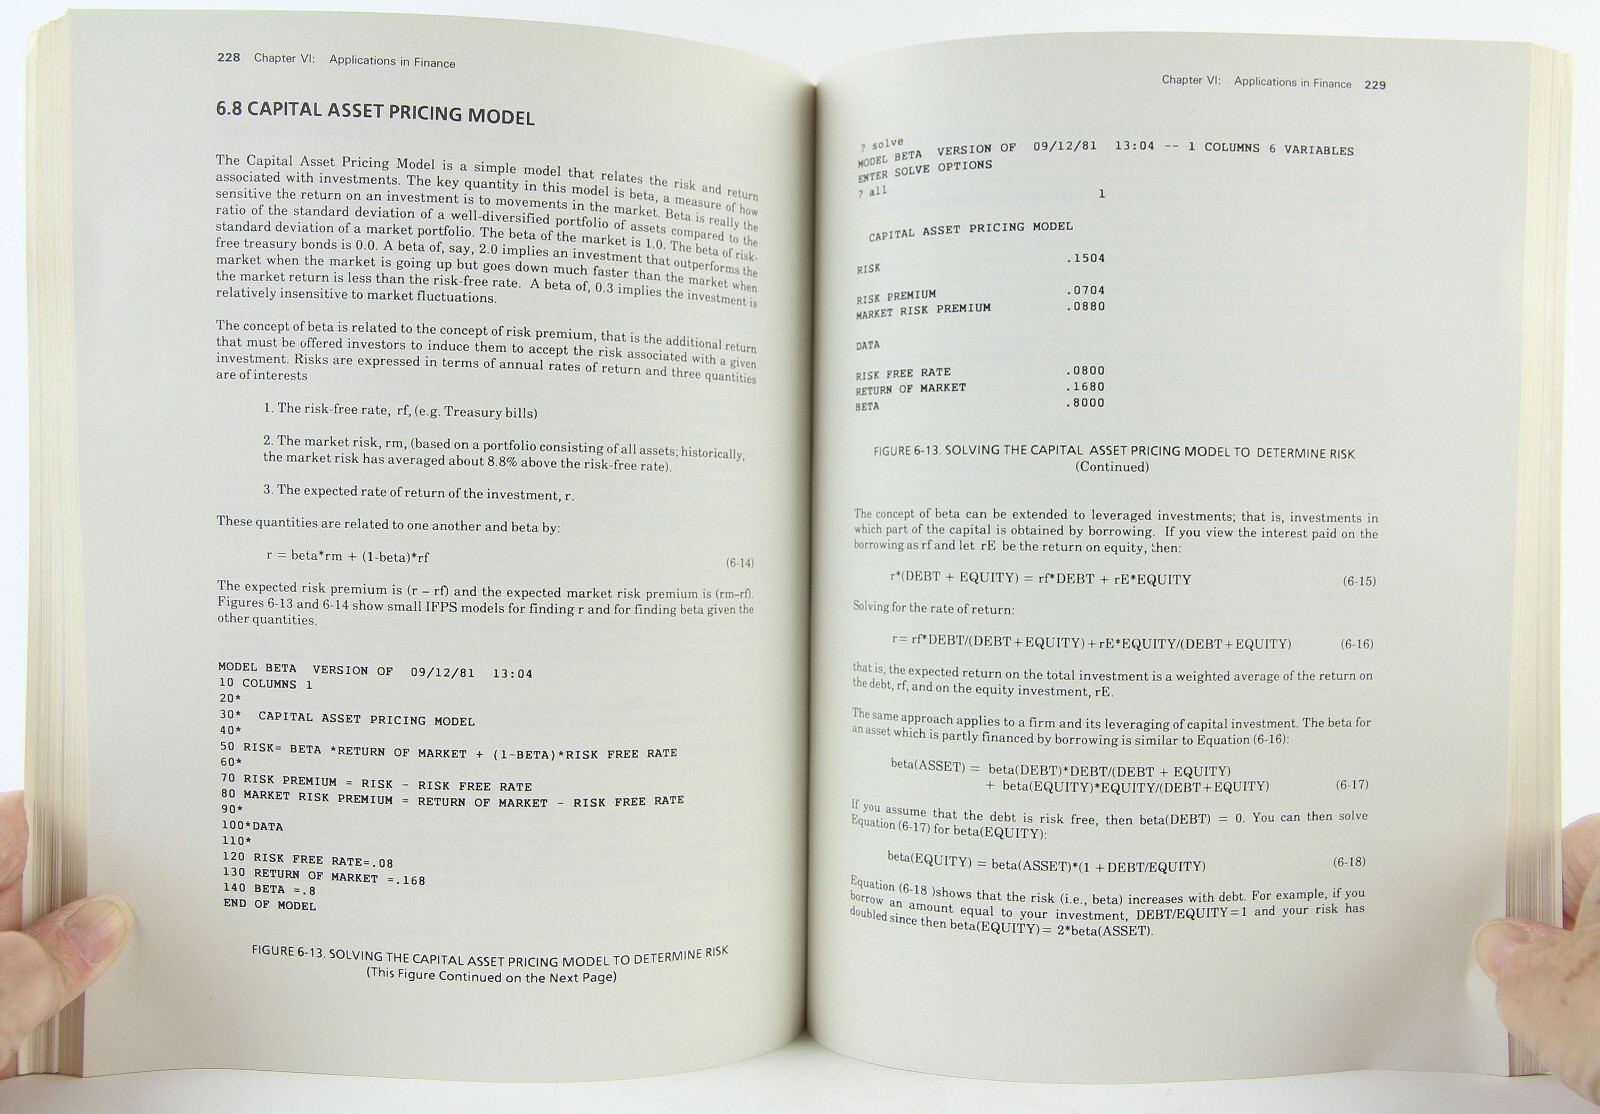 228 Chapter VI: Applications in Finance
6.8 CAPITAL ASSET PRICING MODEL
The Capital Asset Pricing Model is a simple model that relates the risk and return
associated with investments. The key quantity in this model is beta, a measure of how
sensitive the return on an investment is to movements in the market. Beta is really the
ratio of the standard deviation of a well-diversified portfolio of assets compared to the
standard deviation of a market portfolio. The beta of the market is 1.0. The beta of risk-
free treasury bonds is 0.0. A beta of, say, 2.0 implies an investment that outperforms the
market when the market is going up but goes down much faster than the market when
the market return is less than the risk-free rate. A beta of, 0.3 implies the investment is
relatively insensitive to market fluctuations.
The concept of beta is related to the concept of risk premium, that is the additional return
that must be offered investors to induce them to accept the risk associated with a given
investment. Risks are expressed in terms of annual rates of return and three quantities
are of interests
1. The risk-free rate, rf, (e.g. Treasury bills)
2. The market risk, rm, (based on a portfolio consisting of all assets; historically,
the market risk has averaged about 8.8% above the risk-free rate).
3. The expected rate of return of the investment, r.
These quantities are related to one another and beta by:
r = beta*rm + (1-beta)*rf (6-14)
The expected risk premium is (r – rf) and the expected market risk premium is (rm-rf).
Figures 6-13 and 6-14 show small IFPS models for finding r and for finding beta given the
other quantities.
MODEL BETA VERSION OF 09/12/81 13:04
10 COLUMNS 1
20*
30* CAPITAL ASSET PRICING MODEL
40*
50 RISK= BETA *RETURN OF MARKET + (1-BETA)*RISK FREE RATE
60*
70 RISK PREMIUM = RISK - RISK FREE RATE
80 MARKET RISK PREMIUM = RETURN OF MARKET - RISK FREE RATE
90*
100*DATA
110*
120 RISK FREE RATE=.08
130 RETURN OF MARKET =.168
140 BETA =.8
END OF MODEL
FIGURE 6-13. SOLVING THE CAPITAL ASSET PRICING MODEL TO DETERMINE RISK
(This Figure Continued on the Next Page)
Chapter VI: Applications in Finance 229
? solve
MODEL BETA VERSION OF 09/12/81 13:04 -- 1 COLUMNS 6 VARIABLES
ENTER SOLVE OPTIONS
? all
1
CAPITAL ASSET PRICING MODEL
RISK .1504
RISK PREMIUM .0704
MARKET RISK PREMIUM .0880
DATA
RISK FREE RATE .0800
RETURN OF MARKET .1680
BETA .8000
FIGURE 6-13. SOLVING THE CAPITAL ASSET PRICING MODEL TO DETERMINE RISK
(Continued)
The concept of beta can be extended to leveraged investments; that is, investments in
which part of the capital is obtained by borrowing. If you view the interest paid on the
borrowing as rf and let rE be the return on equity, then:
r*(DEBT + EQUITY) = rf*DEBT + rE*EQUITY (6-15)
Solving for the rate of return:
r= rf*DEBT/(DEBT+EQUITY)+rE*EQUITY/(DEBT+EQUITY) (6-16)
that is, the expected return on the total investment is a weighted average of the return on
the debt, rf, and on the equity investment, rE.
The same approach applies to a firm and its leveraging of capital investment. The beta for
an asset which is partly financed by borrowing is similar to Equation (6-16):
beta(ASSET) = beta(DEBT)*DEBT/(DEBT + EQUITY)
+ beta(EQUITY)*EQUITY/(DEBT+EQUITY) (6-17)
If you assume that the debt is risk free, then beta(DEBT) = 0. You can then solve
Equation (6-17) for beta(EQUITY):
beta(EQUITY) = beta(ASSET)*(1 + DEBT/EQUITY) (6-18)
Equation (6-18 )shows that the risk (i.e., beta) increases with debt. For example, if you
borrow an amount equal to your investment, DEBT/EQUITY=1 and your risk has
doubled since then beta(EQUITY)= 2*beta(ASSET).